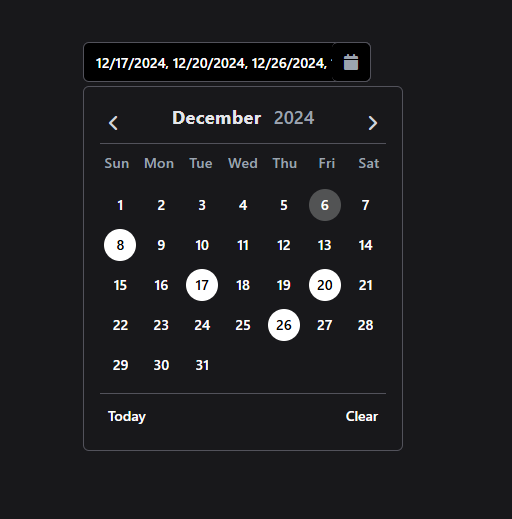 12/17/2024, 12/20/2024, 12/26/2024,
December 2024
Sun Mon Tue Wed Thu Fri Sat
1 2 3 4 5 6 7
8 9 10 11 12 13 14
15 16 17 18 19 20 21
22 23 24 25 26 27 28
29 30 31
Today Clear